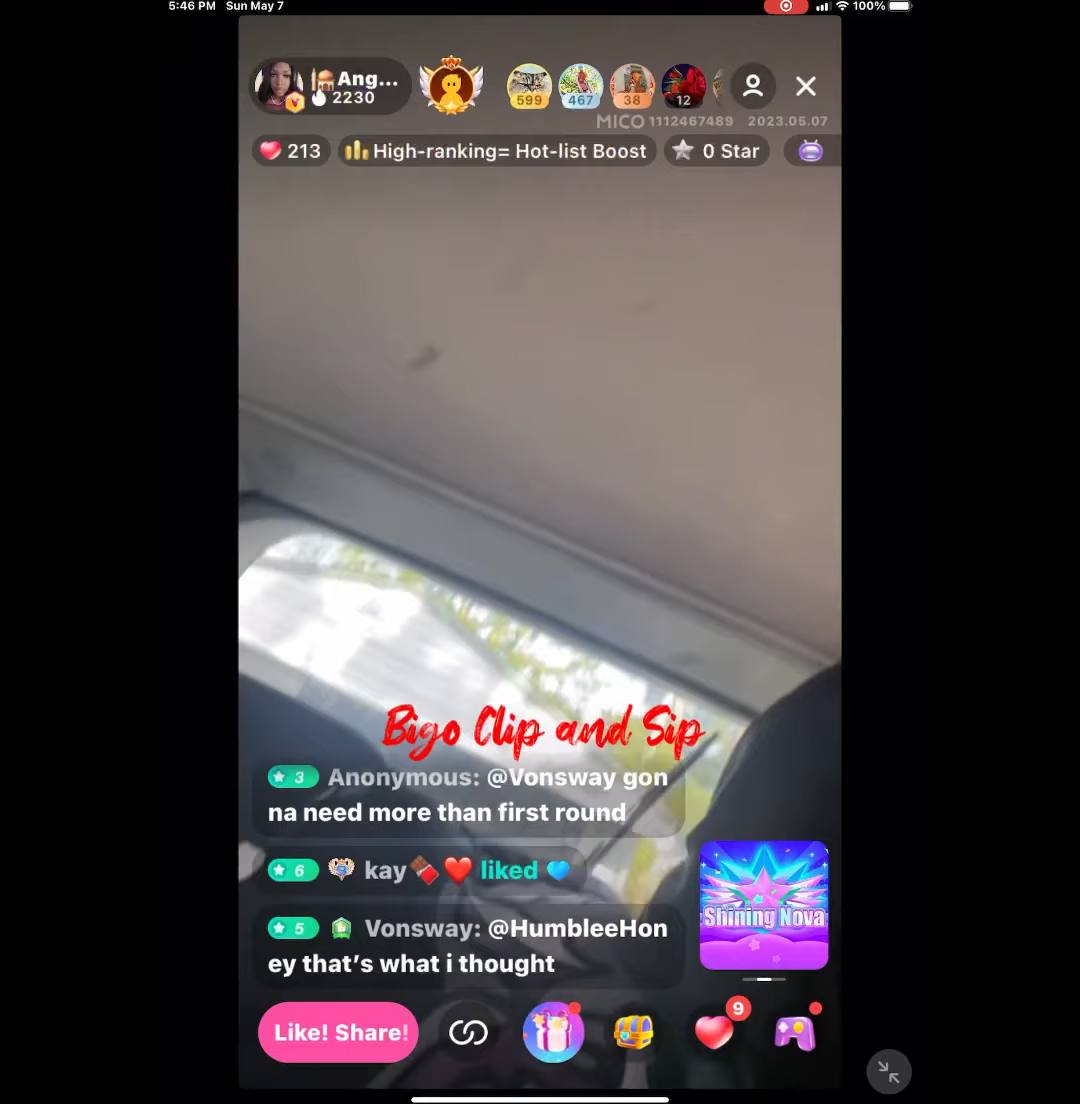 5:46 PM Sun May 7
100%
Ang...
2230
599
467
38
12
MICO 1112467489 2023.05.07
213
High-ranking= Hot-list Boost
0 Star
Bigo Clip and Sip
3 Anonymous: @Vonsway gon
na need more than first round
6 kay liked
5 Vonsway: @HumbleeHon
ey that’s what i thought
Shining Nova
Like! Share!
9